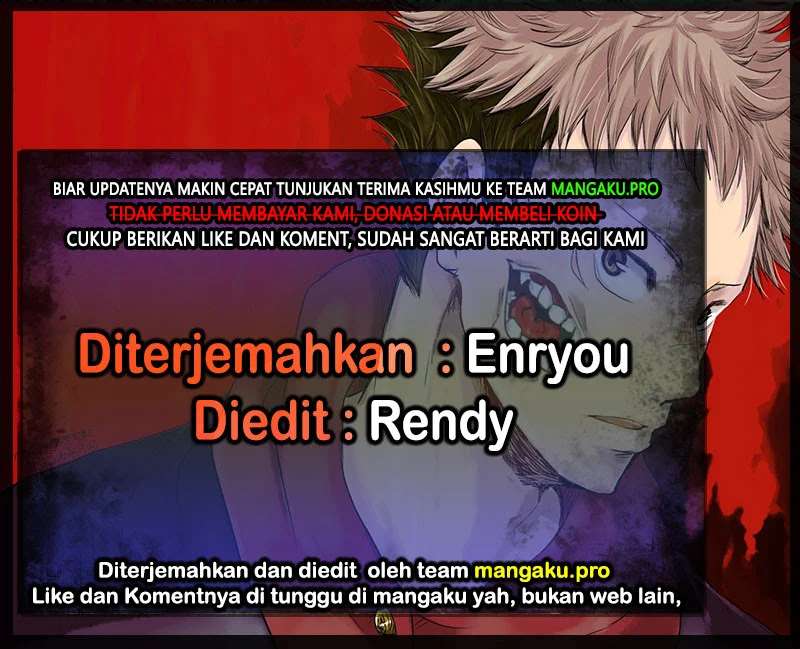 BIAR UPDATENYA MAKIN CEPAT TUNJUKAN TERIMA KASIHMU KE TEAM MANGAKU.PRO
TIDAK PERLU MEMBAYAR KAMI, DONASI ATAU MEMBELI KOIN
CUKUP BERIKAN LIKE DAN KOMENT, SUDAH SANGAT BERARTI BAGI KAMI
Diterjemahkan : Enryou
Diedit : Rendy
Diterjemahkan dan diedit oleh team mangaku.pro
Like dan Komentnya di tunggu di mangaku yah, bukan web lain,